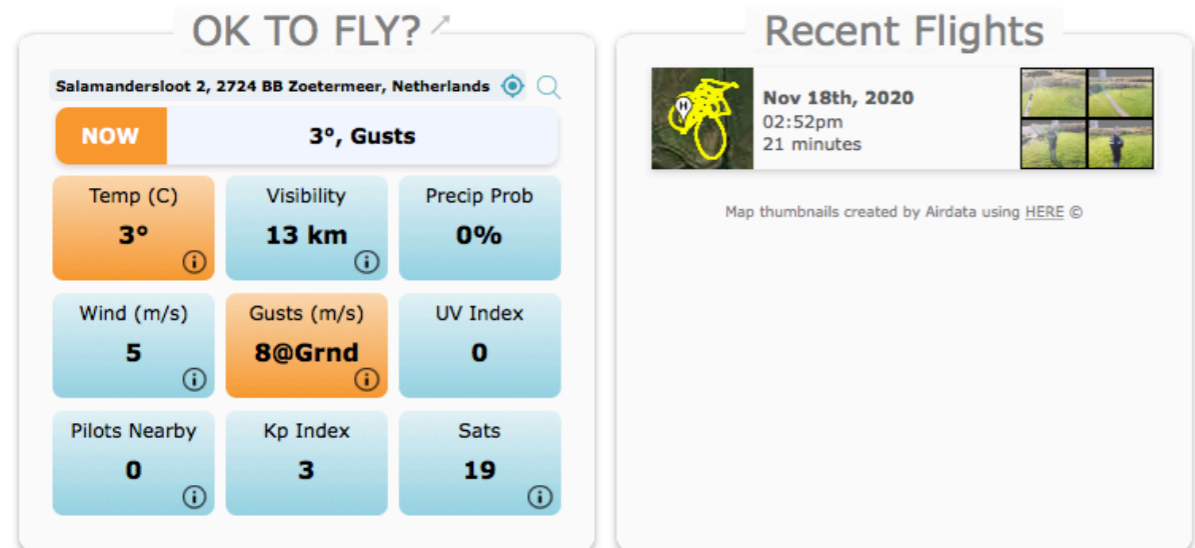 OK TO FLY?
Salamandersloot 2, 2724 BB Zoetermeer, Netherlands
NOW
3°, Gusts
Temp (C)
3°
Visibility
13 km
Precip Prob
0%
Wind (m/s)
5
Gusts (m/s)
8@Grnd
UV Index
0
Pilots Nearby
0
Kp Index
3
Sats
19
Recent Flights
H
Nov 18th, 2020
02:52pm
21 minutes
Map thumbnails created by Airdata using HERE ©